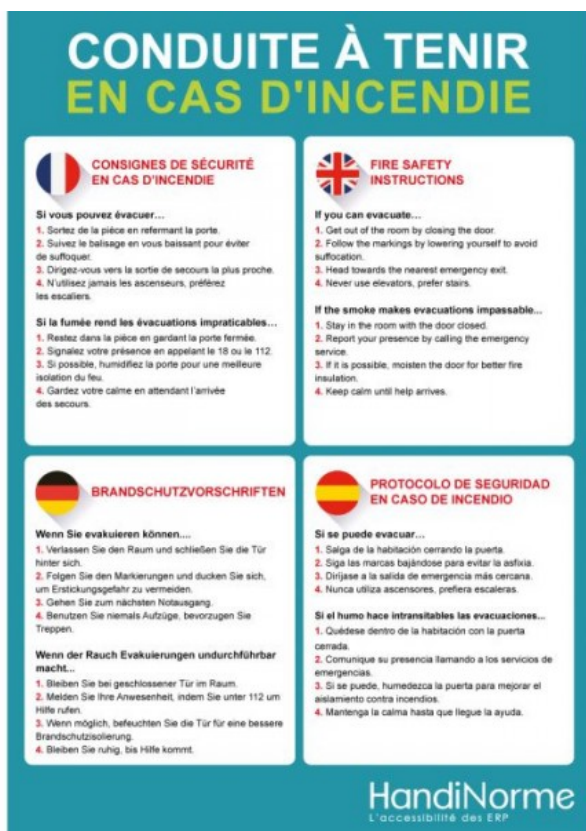 CONDUITE À TENIR
EN CAS D'INCENDIE
CONSIGNES DE SÉCURITÉ
EN CAS D'INCENDIE
Si vous pouvez évacuer...
1. Sortez de la pièce en refermant la porte.
2. Suivez le balisage en vous baissant pour éviter
de suffoquer.
3. Dirigez-vous vers la sortie de secours la plus proche.
4. N'utilisez jamais les ascenseurs, préférez
les escaliers.
Si la fumée rend les évacuations impraticables...
1. Restez dans la pièce en gardant la porte fermée.
2. Signalez votre présence en appelant le 18 ou le 112.
3. Si possible, humidifiez la porte pour une meilleure
isolation du feu.
4. Gardez votre calme en attendant l'arrivée
des secours.
FIRE SAFETY
INSTRUCTIONS
If you can evacuate...
1. Get out of the room by closing the door.
2. Follow the markings by lowering yourself to avoid
suffocation.
3. Head towards the nearest emergency exit.
4. Never use elevators, prefer stairs.
If the smoke makes evacuations impassable...
1. Stay in the room with the door closed.
2. Report your presence by calling the emergency
service.
3. If it is possible, moisten the door for better fire
insulation.
4. Keep calm until help arrives.
BRANDSCHUTZVORSCHRIFTEN
Wenn Sie evakuieren können....
1. Verlassen Sie den Raum und schließen Sie die Tür
hinter sich.
2. Folgen Sie den Markierungen und ducken Sie sich,
um Erstickungsgefahr zu vermeiden.
3. Gehen Sie zum nächsten Notausgang.
4. Benutzen Sie niemals Aufzüge, bevorzugen Sie
Treppen.
Wenn der Rauch Evakuierungen undurchführbar
macht...
1. Bleiben Sie bei geschlossener Tür im Raum.
2. Melden Sie Ihre Anwesenheit, indem Sie unter 112 um
Hilfe rufen.
3. Wenn möglich, befeuchten Sie die Tür für eine bessere
Brandschutzisolierung.
4. Bleiben Sie ruhig, bis Hilfe kommt.
PROTOCOLO DE SEGURIDAD
EN CASO DE INCENDIO
Si se puede evacuar...
1. Salga de la habitación cerrando la puerta.
2. Siga las marcas bajándose para evitar la asfixia.
3. Diríjase a la salida de emergencia más cercana.
4. Nunca utiliza ascensores, prefiera escaleras.
Si el humo hace intransitables las evacuaciones...
1. Quédese dentro de la habitación con la puerta
cerrada.
2. Comunique su presencia llamando a los servicios de
emergencias.
3. Si se puede, humedezca la puerta para mejorar el
aislamiento contra incendios.
4. Mantenga la calma hasta que llegue la ayuda.
HandiNorme
L'accessibilité des ERP